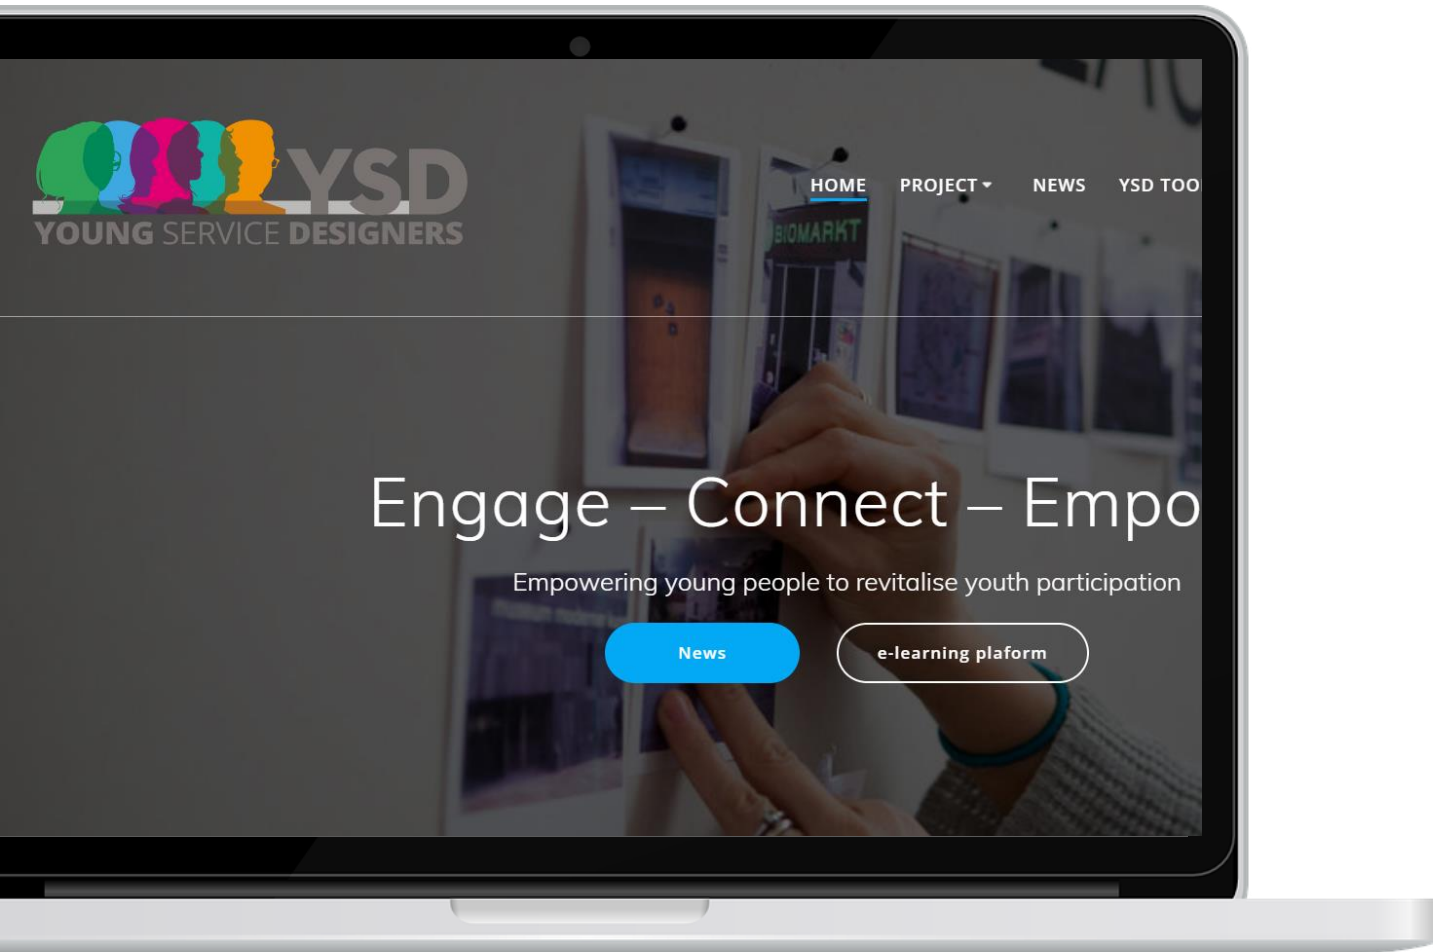 YSD
YOUNG SERVICE DESIGNERS
HOME PROJECT NEWS YSD TOO
BIOMARKT
Engage – Connect – Empo
Empowering young people to revitalise youth participation
News e-learning plaform